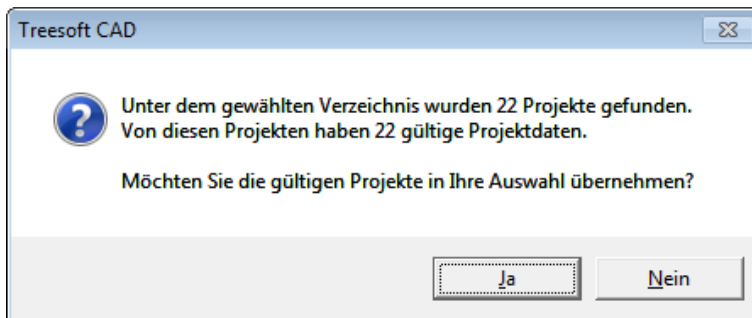 Treesoft CAD
Unter dem gewählten Verzeichnis wurden 22 Projekte gefunden.
Von diesen Projekten haben 22 gültige Projektdaten.
Möchten Sie die gültigen Projekte in Ihre Auswahl übernehmen?
Ja
Nein